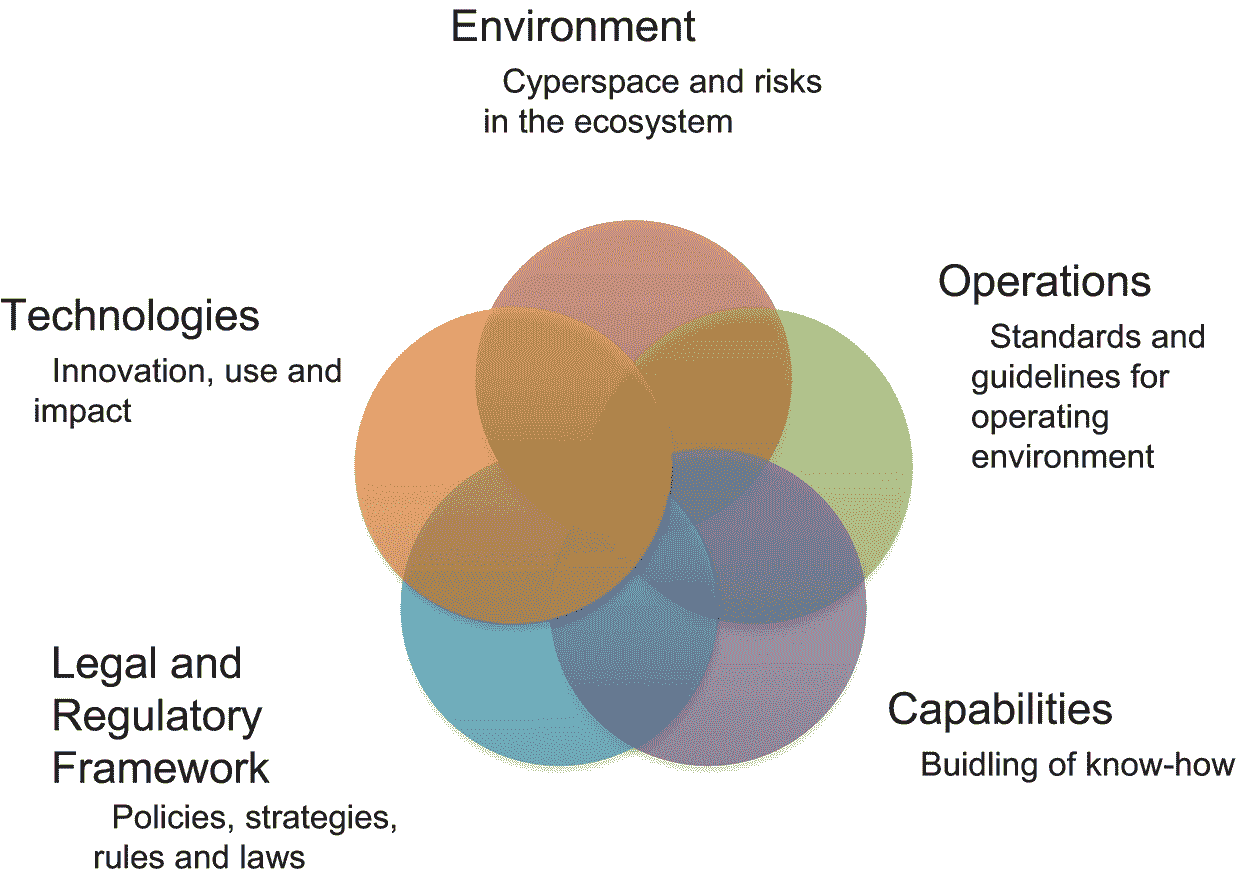 Environment
Cyperspace and risks
in the ecosystem
Operations
Standards and
guidelines for
operating
environment
Technologies
Innovation, use and
impact
Legal and
Regulatory
Framework
Policies, strategies,
rules and laws
Capabilities
Buidling of know-how